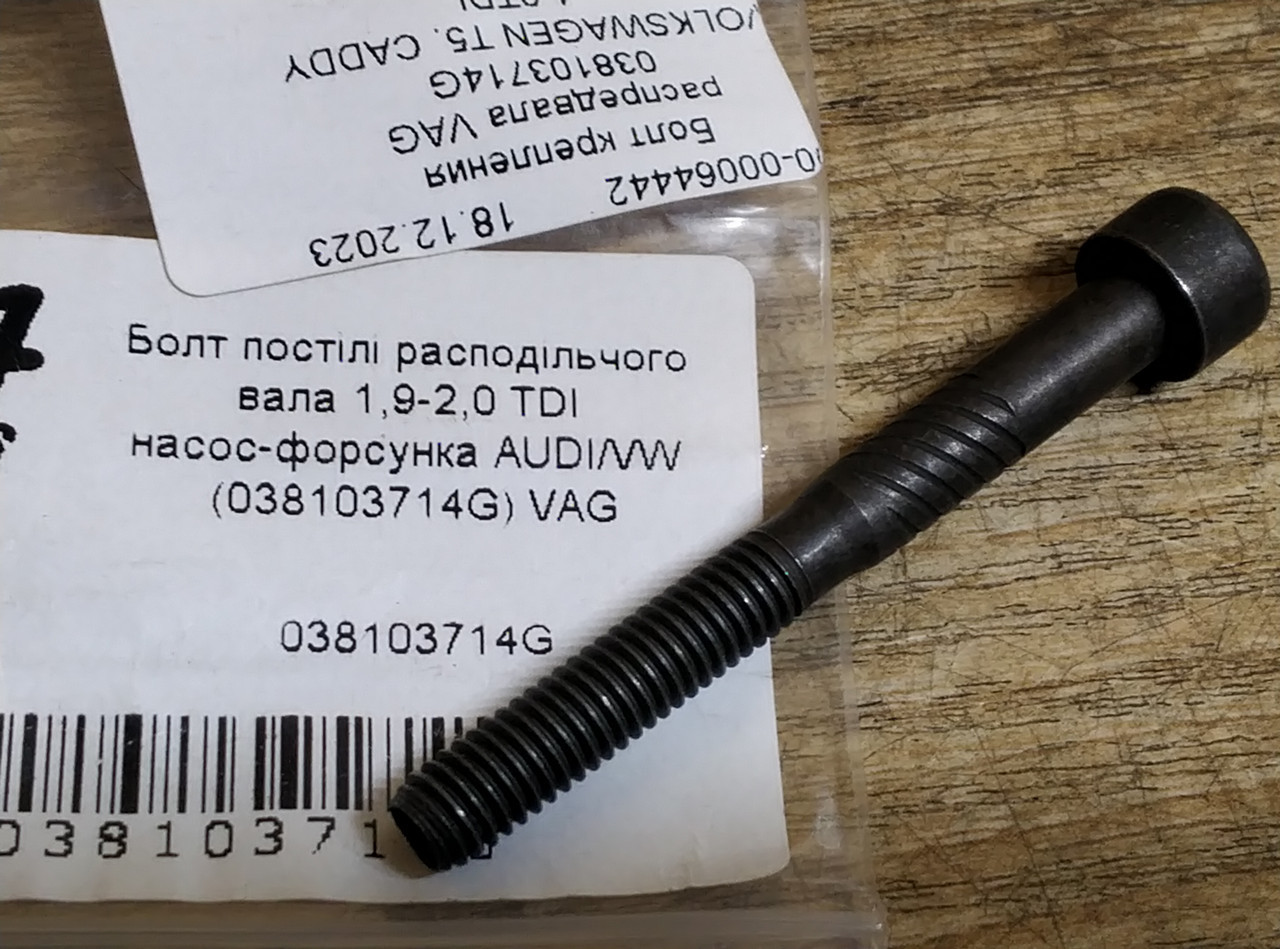 0-00064442 18.12.2023
Болт крепления
распредвала VAG
038103714G
VOLKSWAGEN T5. CADDY
Болт постілі расподільчого
вала 1,9-2,0 TDI
насос-форсунка AUDI/VW
(038103714G) VAG
038103714G
03810371